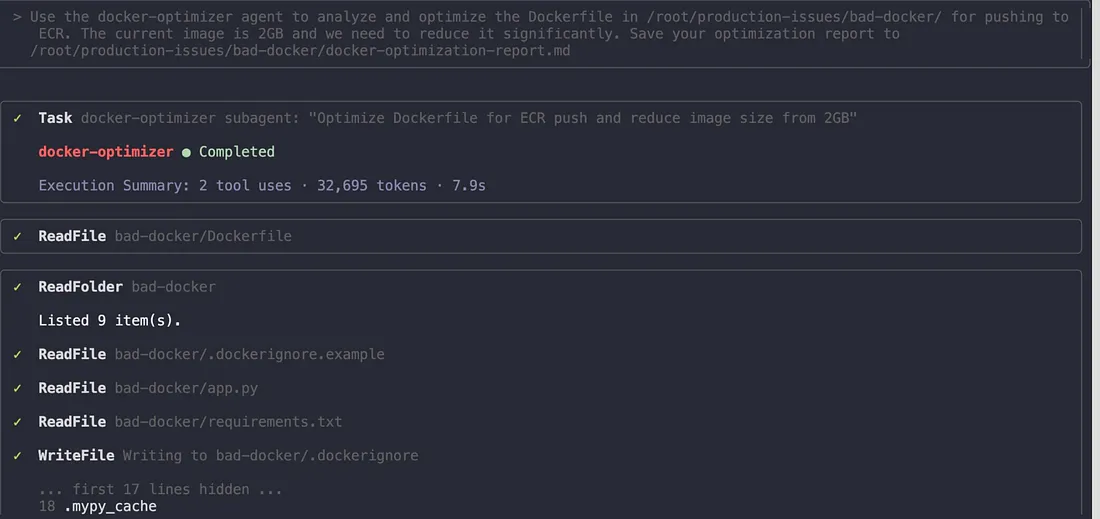 > Use the docker-optimizer agent to analyze and optimize the Dockerfile in /root/production-issues/bad-docker/ for pushing to
ECR. The current image is 2GB and we need to reduce it significantly. Save your optimization report to
/root/production-issues/bad-docker/docker-optimization-report.md
✓ Task docker-optimizer subagent: "Optimize Dockerfile for ECR push and reduce image size from 2GB"
docker-optimizer ● Completed
Execution Summary: 2 tool uses · 32,695 tokens · 7.9s
✓ ReadFile bad-docker/Dockerfile
✓ ReadFolder bad-docker
Listed 9 item(s).
✓ ReadFile bad-docker/.dockerignore.example
✓ ReadFile bad-docker/app.py
✓ ReadFile bad-docker/requirements.txt
✓ WriteFile Writing to bad-docker/.dockerignore
... first 17 lines hidden ...
18 .mypy_cache